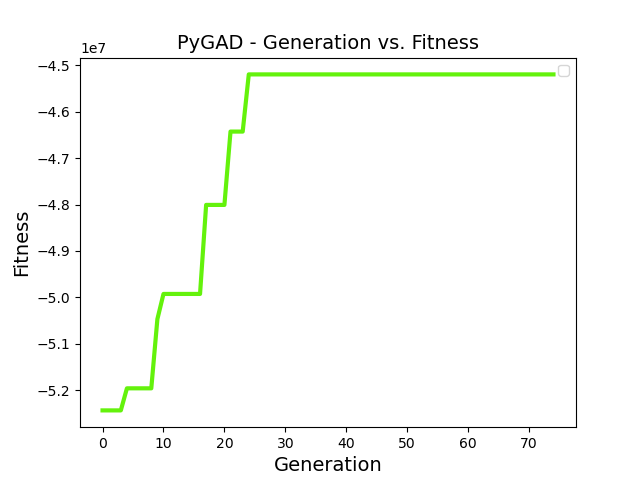 PyGAD - Generation vs. Fitness
1e7
−4.5
−4.6
−4.7
−4.8
−4.9
−5.0
−5.1
−5.2
Fitness
0 10 20 30 40 50 60 70
Generation